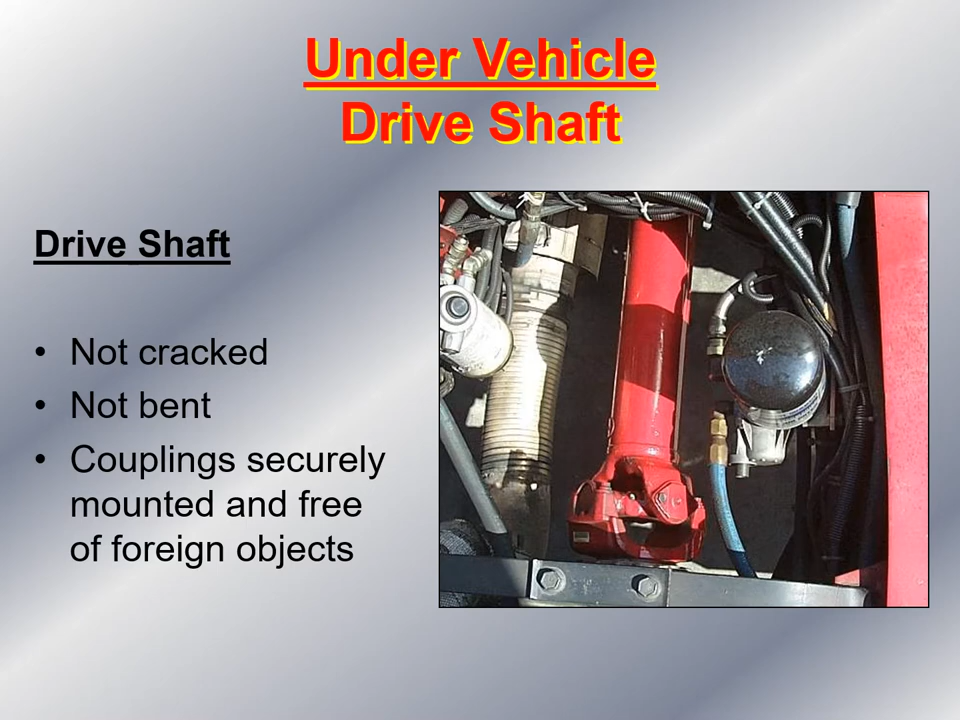 Under Vehicle
Drive Shaft
Drive Shaft
• Not cracked
• Not bent
• Couplings securely
mounted and free
of foreign objects